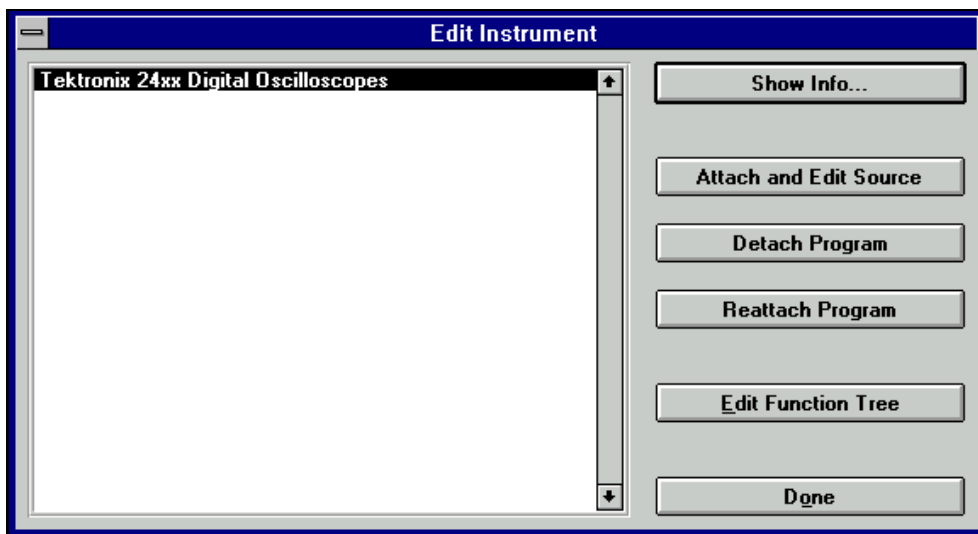 Edit Instrument
Tektronix 24xx Digital Oscilloscopes
Show Info...
Attach and Edit Source
Detach Program
Reattach Program
Edit Function Tree
Done